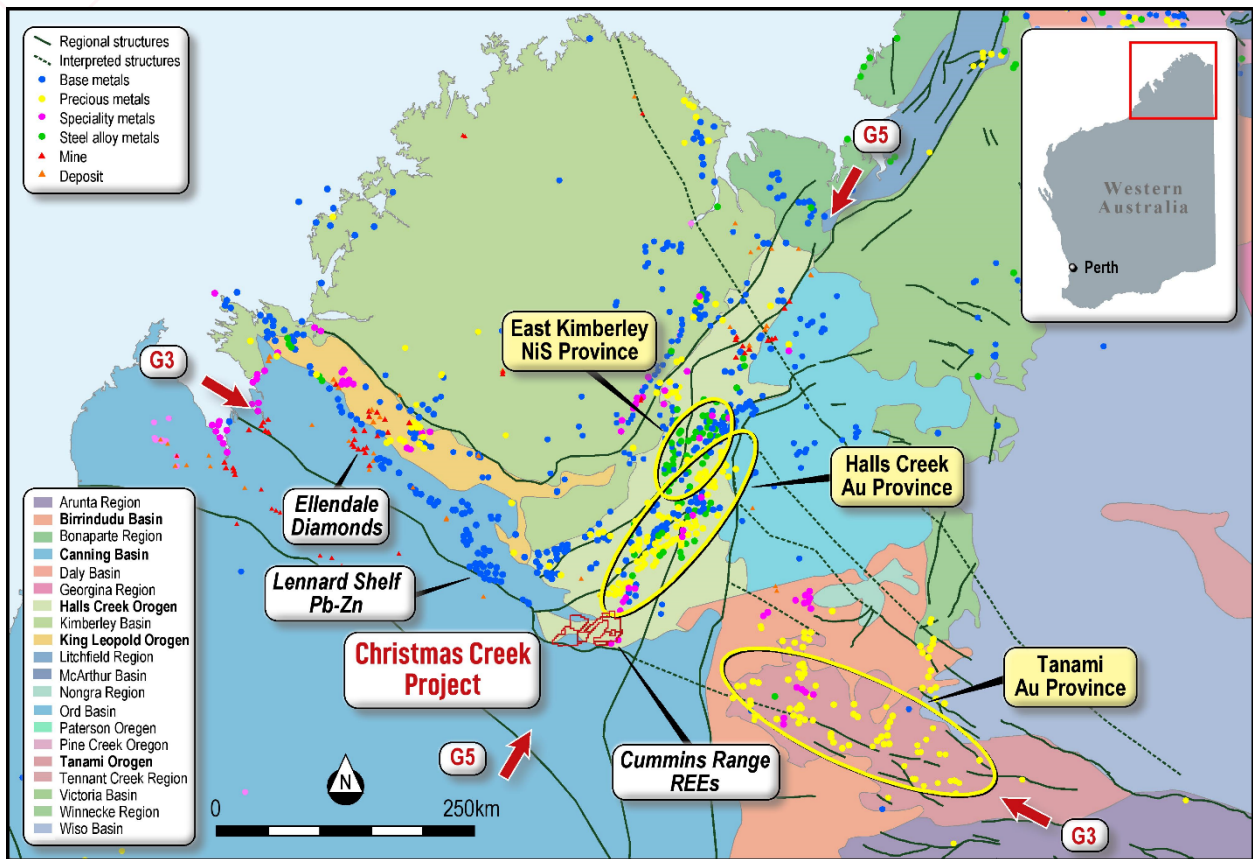 Regional structures
Interpreted structures
Base metals
Precious metals
Speciality metals
Steel alloy metals
Mine
Deposit
G5
Western
Australia
Perth
East Kimberley
NiS Province
G3
Halls Creek
Au Province
Ellendale
Diamonds
Lennard Shelf
Pb-Zn
Christmas Creek
Project
Tanami
Au Province
Cummins Range
REEs
G5
G3
N
0
250km
Arunta Region
Birrindudu Basin
Bonaparte Region
Canning Basin
Daly Basin
Georgina Region
Halls Creek Orogen
Kimberley Basin
King Leopold Orogen
Litchfield Region
McArthur Basin
Nongra Region
Ord Basin
Paterson Oregen
Pine Creek Oregon
Tanami Orogen
Tennant Creek Region
Victoria Basin
Winnecke Region
Wiso Basin